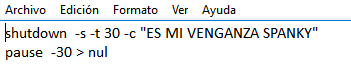 Archivo Edición Formato Ver Ayuda
shutdown  -s -t 30 -c "ES MI VENGANZA SPANKY"
pause  -30 > nul